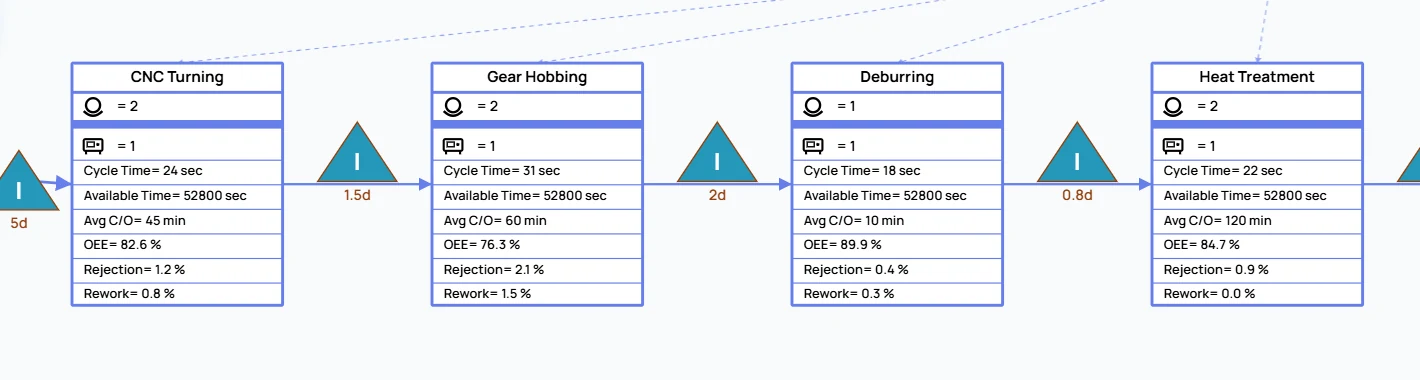 CNC Turning
= 2
= 1
Cycle Time= 24 sec
Available Time= 52800 sec
Avg C/O= 45 min
OEE= 82.6 %
Rejection= 1.2 %
Rework= 0.8 %
Gear Hobbing
= 2
= 1
Cycle Time= 31 sec
Available Time= 52800 sec
Avg C/O= 60 min
OEE= 76.3 %
Rejection= 2.1 %
Rework= 1.5 %
Deburring
= 1
= 1
Cycle Time= 18 sec
Available Time= 52800 sec
Avg C/O= 10 min
OEE= 89.9 %
Rejection= 0.4 %
Rework= 0.3 %
Heat Treatment
= 2
= 1
Cycle Time= 22 sec
Available Time= 52800 sec
Avg C/O= 120 min
OEE= 84.7 %
Rejection= 0.9 %
Rework= 0.0 %
I
5d
I
1.5d
I
2d
I
0.8d